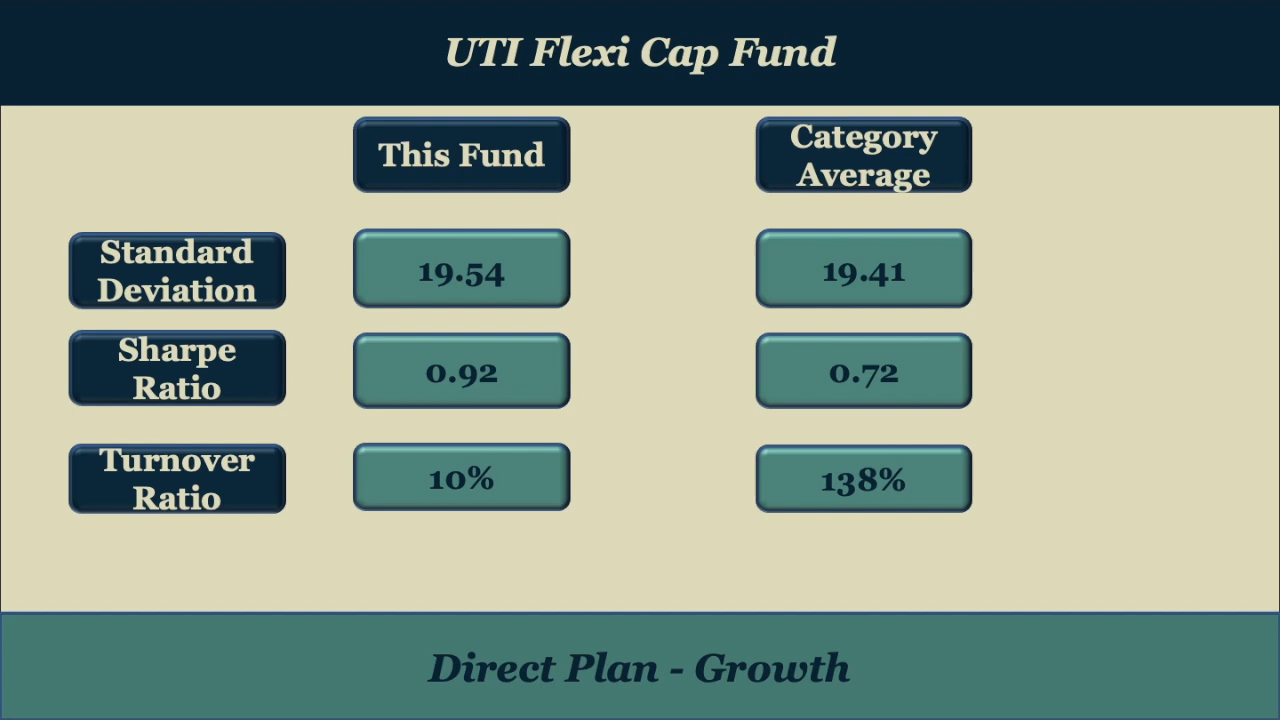 UTI Flexi Cap Fund
This Fund
Category
Average
Standard
Deviation
19.54
19.41
Sharpe
Ratio
0.92
0.72
Turnover
Ratio
10%
138%
Direct Plan - Growth